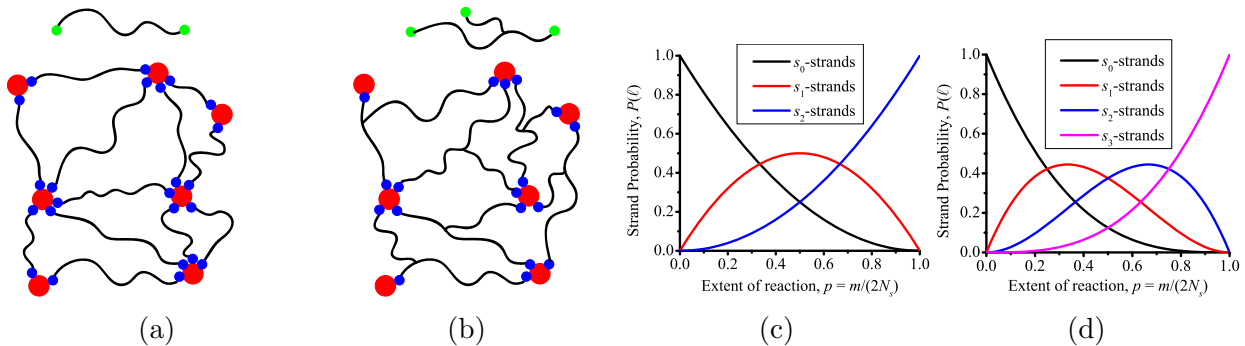 1.0
0.8
0.6
0.4
0.2
0.0
Strand Probability, P(ℓ)
s₀-strands
s₁-strands
s₂-strands
0.0 0.2 0.4 0.6 0.8 1.0
Extent of reaction, p = m/(2Nₛ)
1.0
0.8
0.6
0.4
0.2
0.0
Strand Probability, P(ℓ)
s₀-strands
s₁-strands
s₂-strands
s₃-strands
0.0 0.2 0.4 0.6 0.8 1.0
Extent of reaction, p = m/(2Nₛ)
(a) (b) (c) (d)